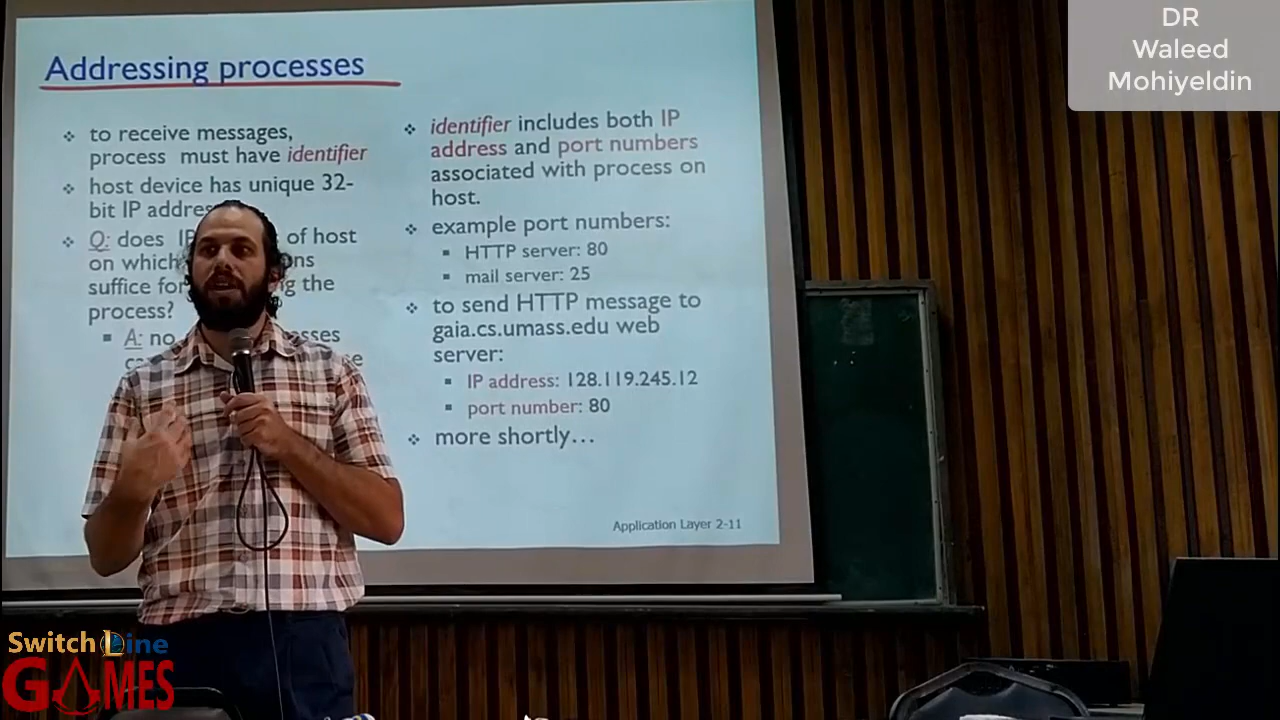 DR
Waleed
Mohiyeldin
Addressing processes
to receive messages,
process must have identifier
host device has unique 32-
bit IP
Q: does of host
on which
suffice for the
process?
A: no
identifier includes both IP
address and port numbers
associated with process on
host.
example port numbers:
HTTP server: 80
mail server: 25
to send HTTP message to
gaia.cs.umass.edu web
server:
IP address: 128.119.245.12
port number: 80
more shortly…
Application Layer 2-11
Switch Line
GAMES